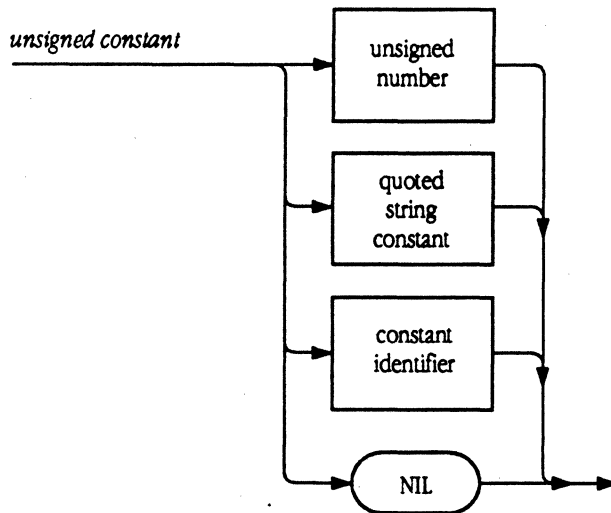 unsigned constant
unsigned
number
quoted
string
constant
constant
identifier
NIL